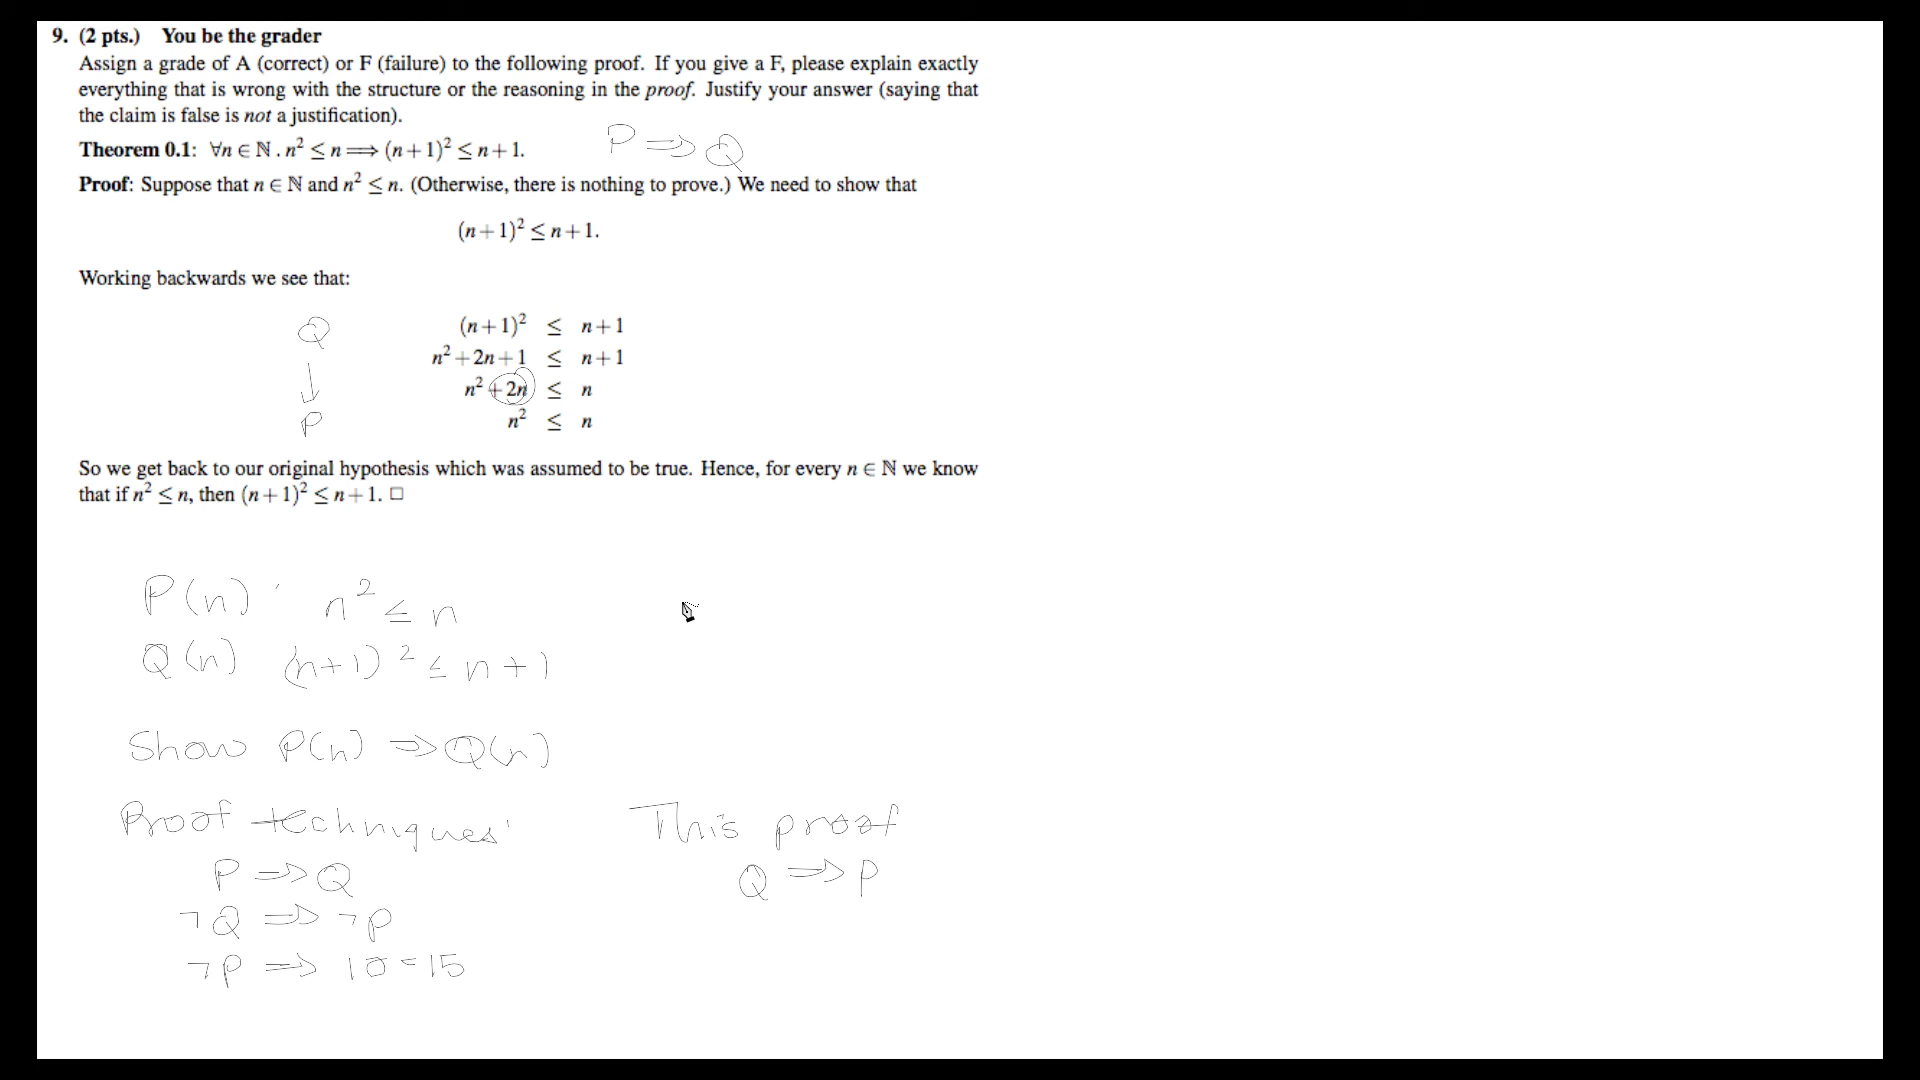 9. (2 pts.) You be the grader
Assign a grade of A (correct) or F (failure) to the following proof. If you give a F, please explain exactly
everything that is wrong with the structure or the reasoning in the proof. Justify your answer (saying that
the claim is false is not a justification).
Theorem 0.1: ∀n ∈ ℕ. n² ≤ n ⟹ (n+1)² ≤ n+1. P ⇒ Q
Proof: Suppose that n ∈ ℕ and n² ≤ n. (Otherwise, there is nothing to prove.) We need to show that
(n+1)² ≤ n+1.
Working backwards we see that:
Q (n+1)² ≤ n+1
n²+2n+1 ≤ n+1
↓ n²+2n ≤ n
P n² ≤ n
So we get back to our original hypothesis which was assumed to be true. Hence, for every n ∈ ℕ we know
that if n² ≤ n, then (n+1)² ≤ n+1. □
P(n) n² ≤ n
Q(n) (n+1)² ≤ n+1
Show P(n) ⇒ Q(n)
Proof techniques This proof
P ⇒ Q Q ⇒ P
¬Q ⇒ ¬P
¬P ⇒ 10=15